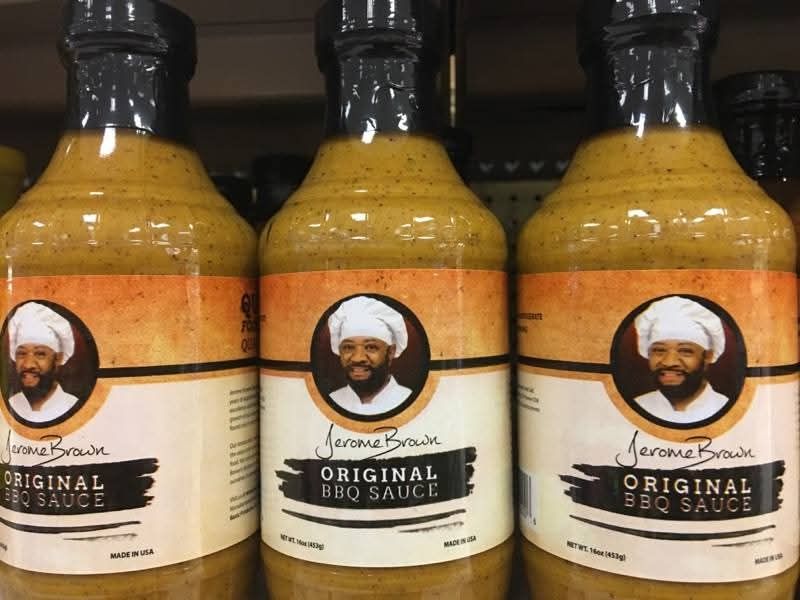 Jerome Brown
ORIGINAL
BBQ SAUCE
MADE IN USA
Jerome Brown
ORIGINAL
BBQ SAUCE
NET WT. 16oz (453g)
MADE IN USA
Jerome Brown
ORIGINAL
BBQ SAUCE
NET WT. 16oz (453g)
MADE IN USA